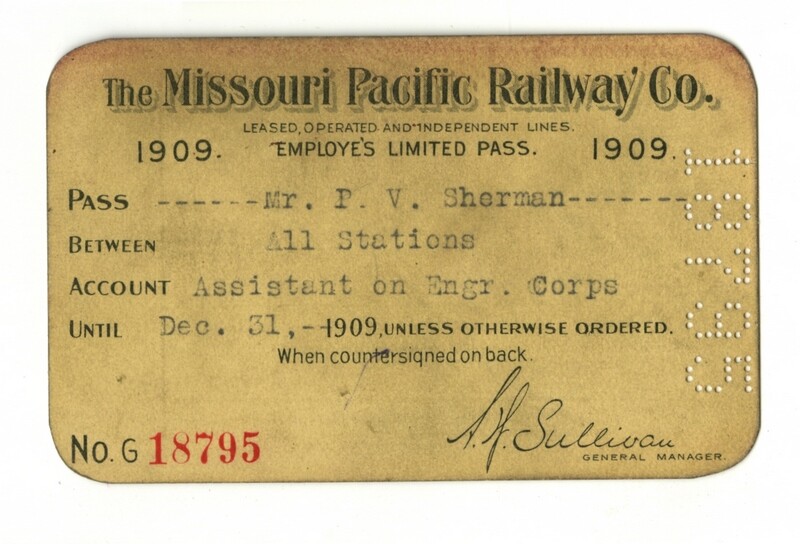 The Missouri Pacific Railway Co.
LEASED, OPERATED AND INDEPENDENT LINES.
1909. EMPLOYE'S LIMITED PASS. 1909.
PASS ------Mr. P. V. Sherman-------
BETWEEN All Stations
ACCOUNT Assistant on Engr. Corps
UNTIL Dec. 31,-1909, UNLESS OTHERWISE ORDERED.
When countersigned on back.
A. W. Sullivan
No. G 18795 GENERAL MANAGER.
18795